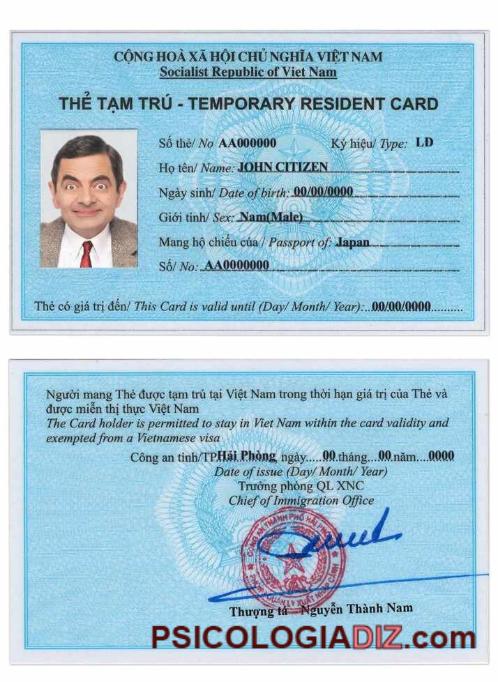 CỘNG HOÀ XÃ HỘI CHỦ NGHĨA VIỆT NAM
Socialist Republic of Viet Nam
THẺ TẠM TRÚ - TEMPORARY RESIDENT CARD
Số thẻ/ No AA000000 Ký hiệu/ Type: LD
Họ tên/ Name: JOHN CITIZEN
Ngày sinh/ Date of birth: 00/00/0000
Giới tính/ Sex: Nam(Male)
Mang hộ chiếu của / Passport of: Japan
Số/ No: AA0000000
Thẻ có giá trị đến/ This Card is valid until (Day/ Month/ Year):...00/00/0000..........
Người mang Thẻ được tạm trú tại Việt Nam trong thời hạn giá trị của Thẻ và
được miễn thị thực Việt Nam
The Card holder is permitted to stay in Viet Nam within the card validity and
exempted from a Vietnamese visa
Công an tỉnh/TP Hải Phòng ngày.....00.tháng...00.năm...0000
Date of issue (Day/ Month/ Year)
Trưởng phòng QL XNC
Chief of Immigration Office
CÔNG AN THÀNH PHỐ HẢI PHÒNG
Thượng tá Nguyễn Thành Nam
PSICOLOGIADIZ.com